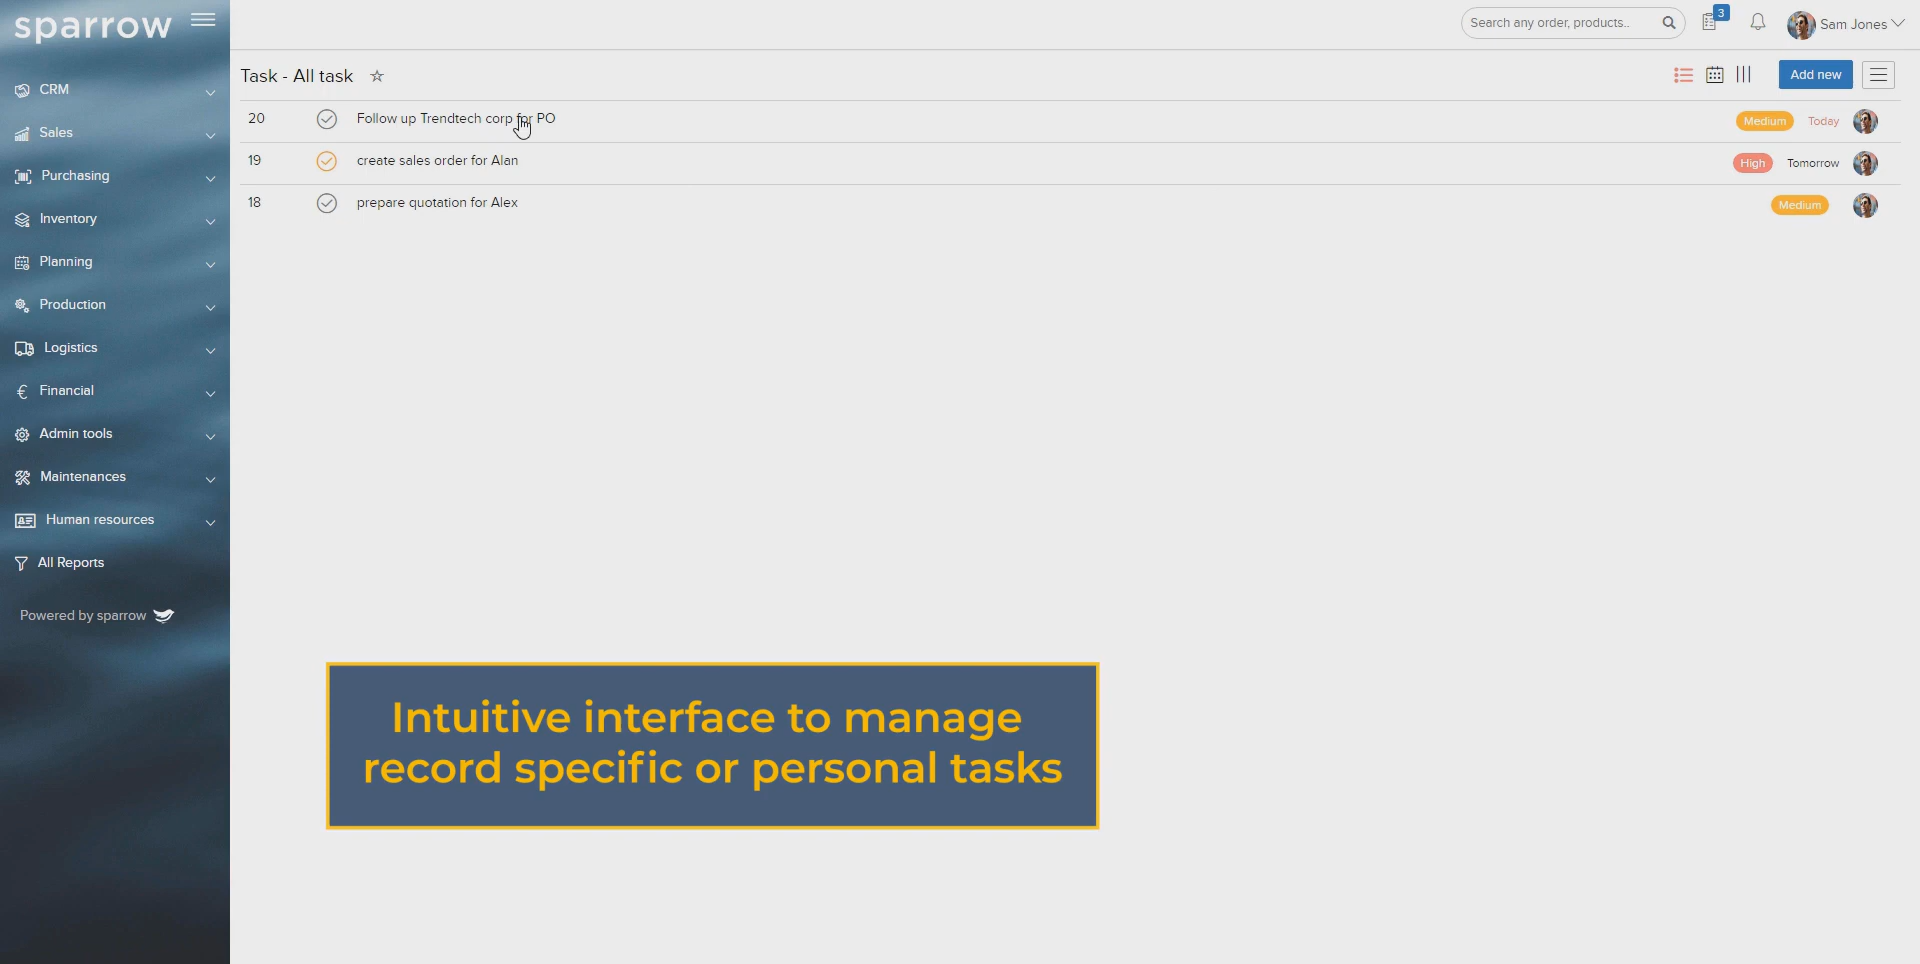 sparrow
Search any order, products..
3
Sam Jones
CRM
Sales
Purchasing
Inventory
Planning
Production
Logistics
Financial
Admin tools
Maintenances
Human resources
All Reports
Powered by sparrow
Task - All task
Add new
20 Follow up Trendtech corp for PO Medium Today
19 create sales order for Alan High Tomorrow
18 prepare quotation for Alex Medium
Intuitive interface to manage
record specific or personal tasks